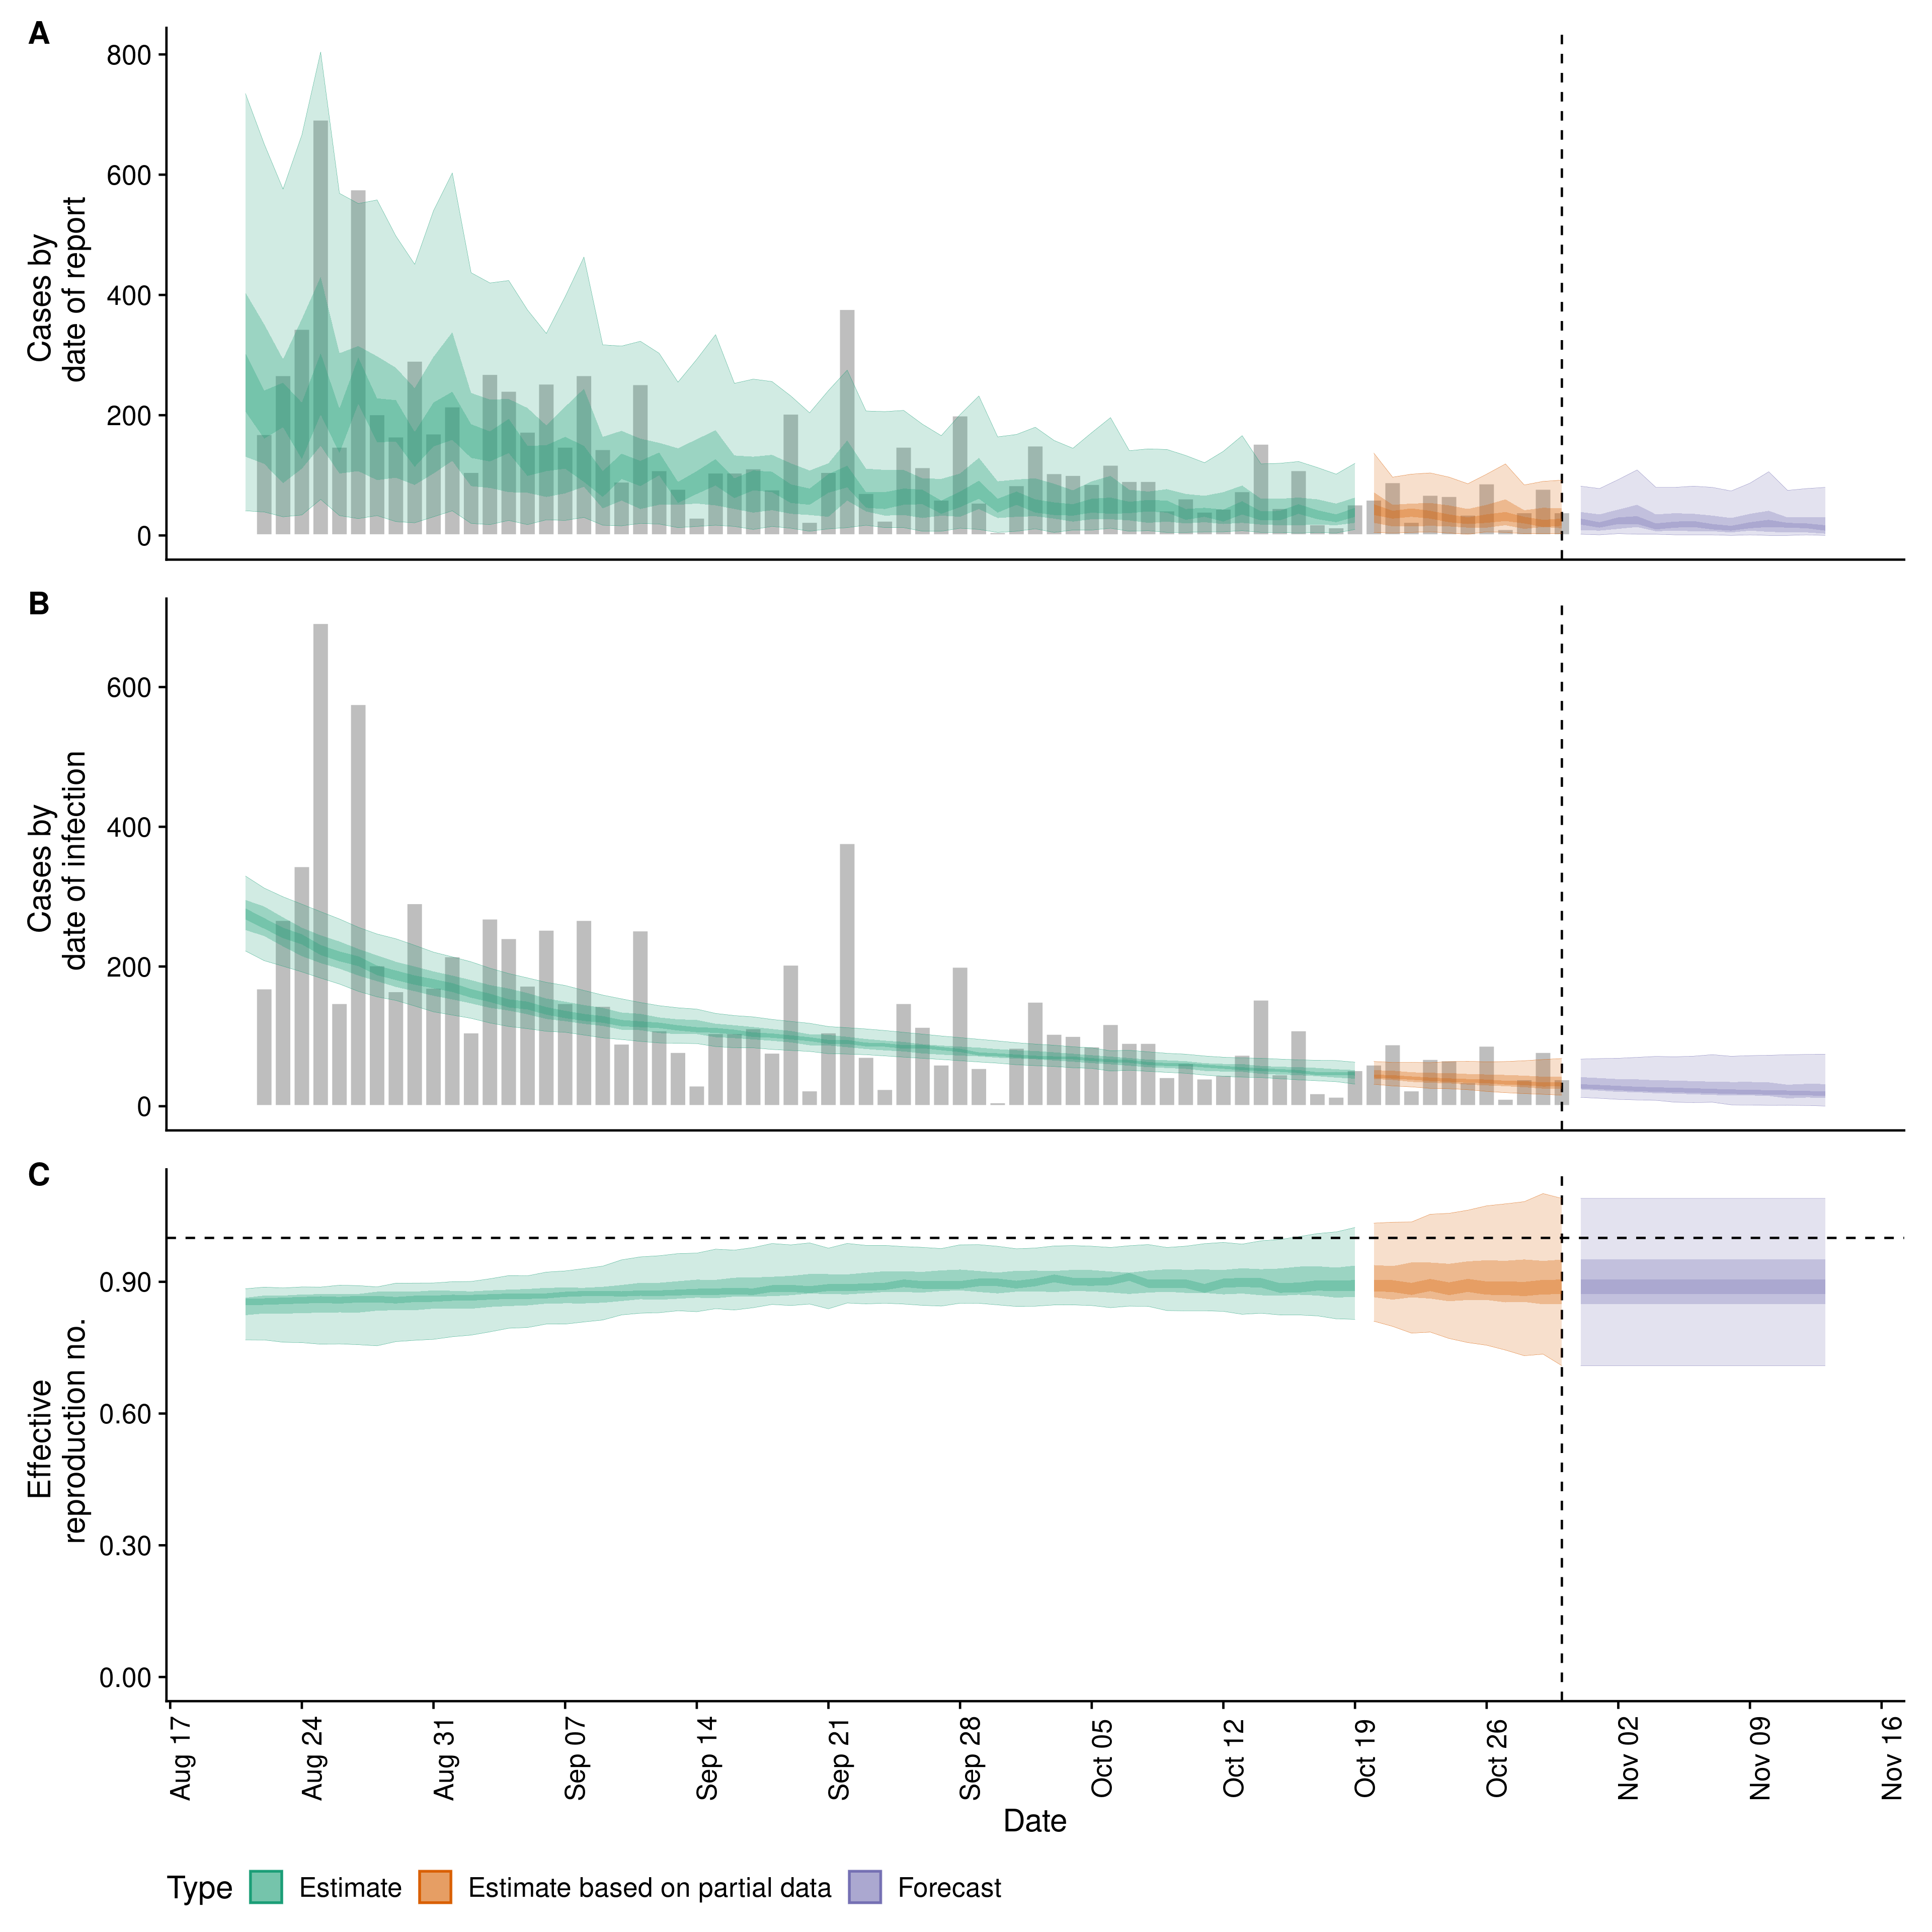 A
800
600
400
200
0
Cases by
date of report
B
600
400
200
0
Cases by
date of infection
C
0.90
0.60
0.30
0.00
Effective
reproduction no.
Aug 17
Aug 24
Aug 31
Sep 07
Sep 14
Sep 21
Sep 28
Oct 05
Oct 12
Oct 19
Oct 26
Nov 02
Nov 09
Nov 16
Date
Type Estimate Estimate based on partial data Forecast